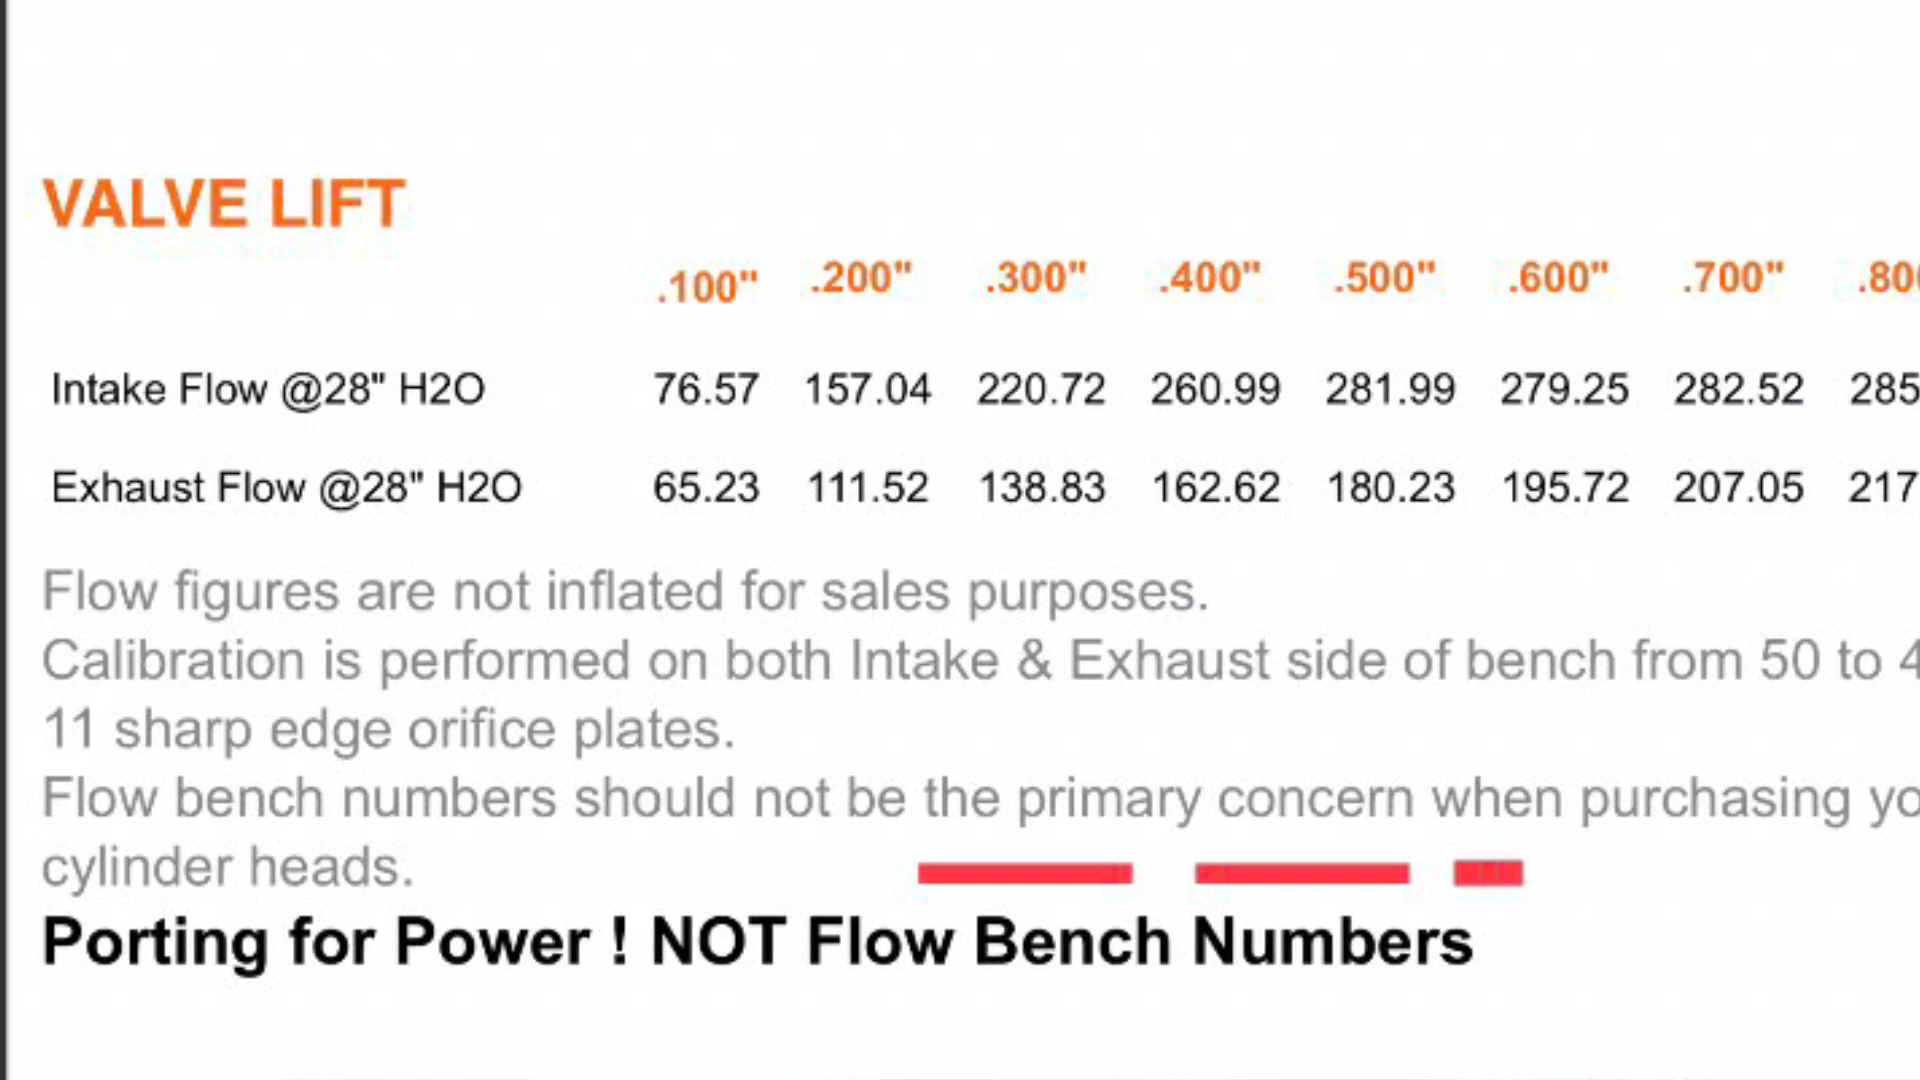 VALVE LIFT
.100" .200" .300" .400" .500" .600" .700" .80
Intake Flow @28" H2O 76.57 157.04 220.72 260.99 281.99 279.25 282.52 285
Exhaust Flow @28" H2O 65.23 111.52 138.83 162.62 180.23 195.72 207.05 217
Flow figures are not inflated for sales purposes.
Calibration is performed on both Intake & Exhaust side of bench from 50 to 4
11 sharp edge orifice plates.
Flow bench numbers should not be the primary concern when purchasing yo
cylinder heads.
Porting for Power ! NOT Flow Bench Numbers